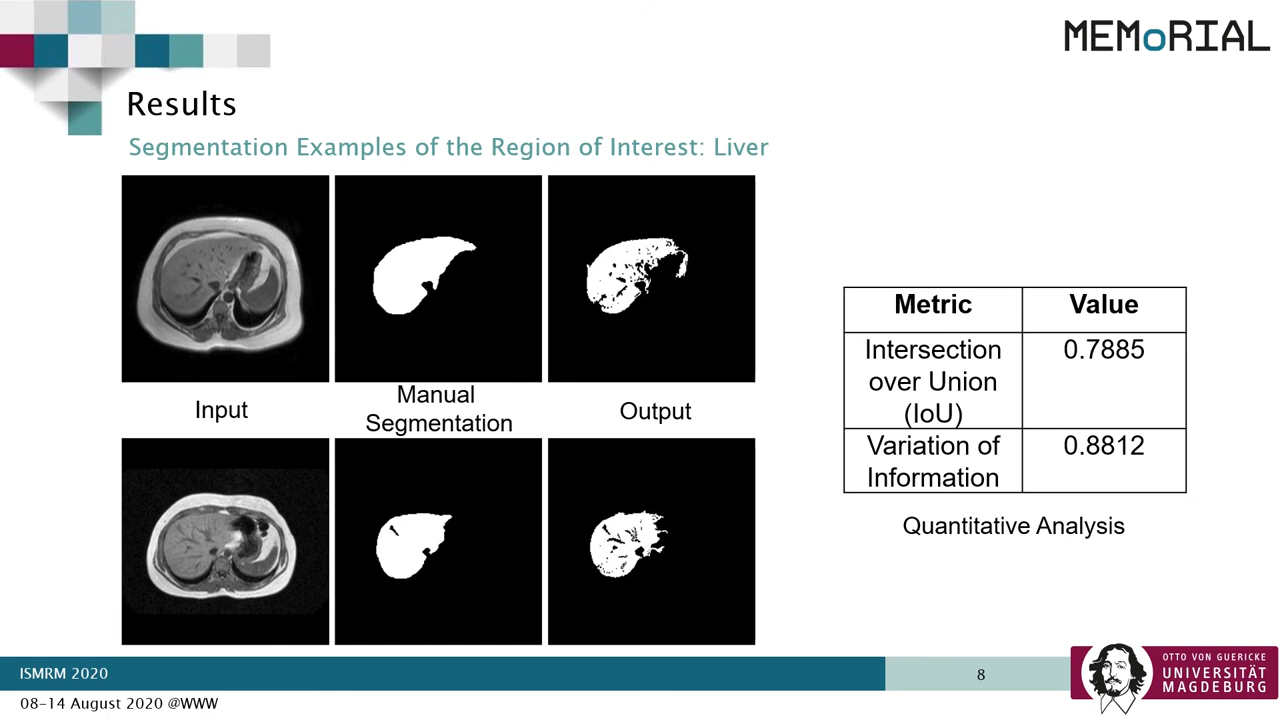 MEMoRIAL
Results
Segmentation Examples of the Region of Interest: Liver
Input
Manual
Segmentation
Output
Metric
Value
Intersection
over Union
(IoU)
0.7885
Variation of
Information
0.8812
Quantitative Analysis
ISMRM 2020
8
OTTO VON GUERICKE
UNIVERSITÄT
MAGDEBURG
08-14 August 2020 @WWW